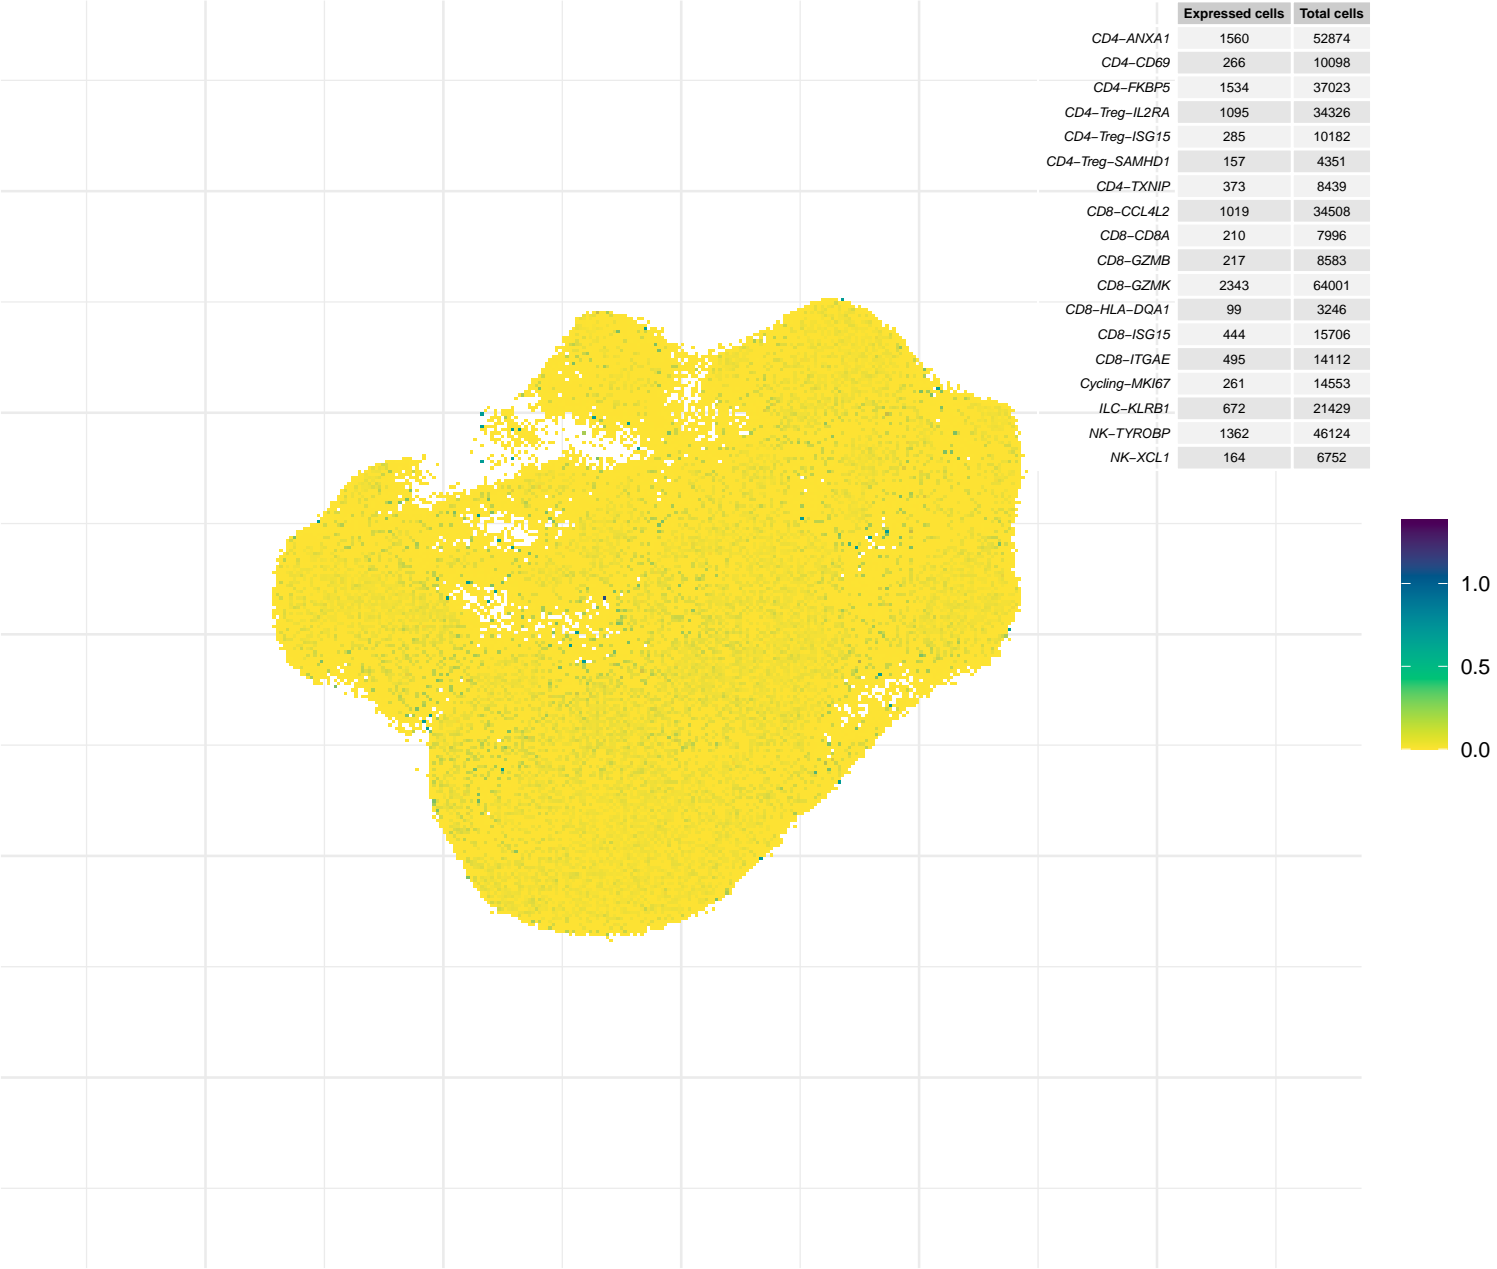 Expressed cells Total cells
CD4−ANXA1 1560 52874
CD4−CD69 266 10098
CD4−FKBP5 1534 37023
CD4−Treg−IL2RA 1095 34326
CD4−Treg−ISG15 285 10182
CD4−Treg−SAMHD1 157 4351
CD4−TXNIP 373 8439
CD8−CCL4L2 1019 34508
CD8−CD8A 210 7996
CD8−GZMB 217 8583
CD8−GZMK 2343 64001
CD8−HLA−DQA1 99 3246
CD8−ISG15 444 15706
CD8−ITGAE 495 14112
Cycling−MKI67 261 14553
ILC−KLRB1 672 21429
NK−TYROBP 1362 46124
NK−XCL1 164 6752
1.0
0.5
0.0